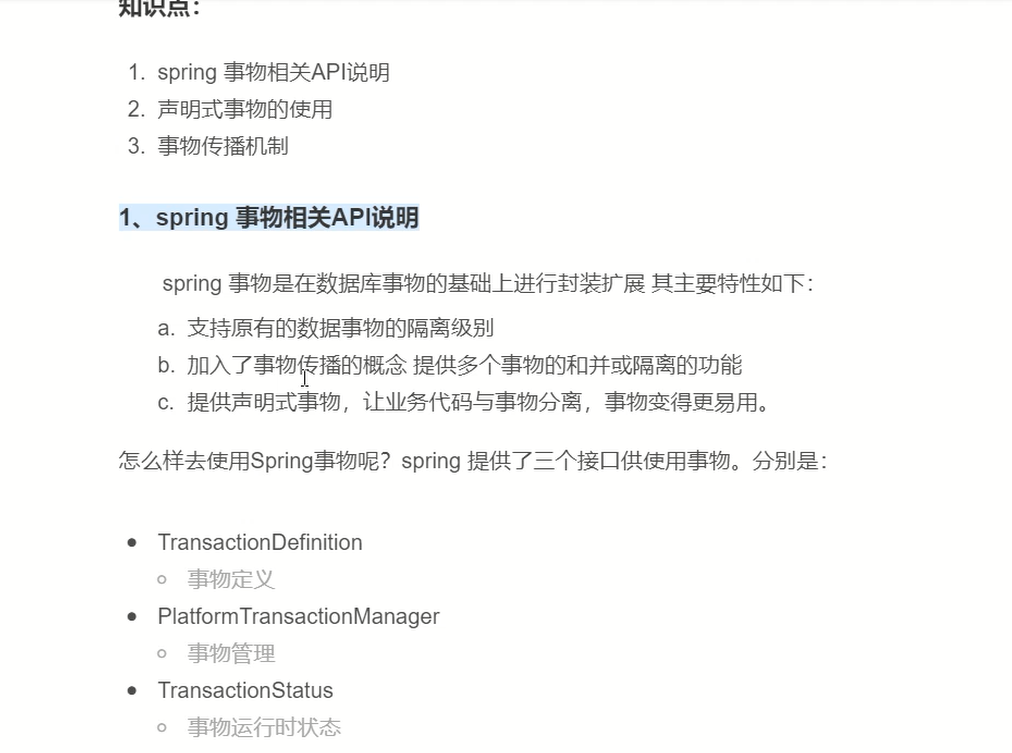 知识点：
1. spring 事物相关API说明
2. 声明式事物的使用
3. 事物传播机制
1、spring 事物相关API说明
spring 事物是在数据库事物的基础上进行封装扩展 其主要特性如下：
a. 支持原有的数据事物的隔离级别
b. 加入了事物传播的概念 提供多个事物的和并或隔离的功能
c. 提供声明式事物，让业务代码与事物分离，事物变得更易用。
怎么样去使用Spring事物呢？spring 提供了三个接口供使用事物。分别是：
TransactionDefinition
事物定义
PlatformTransactionManager
事物管理
TransactionStatus
事物运行时状态